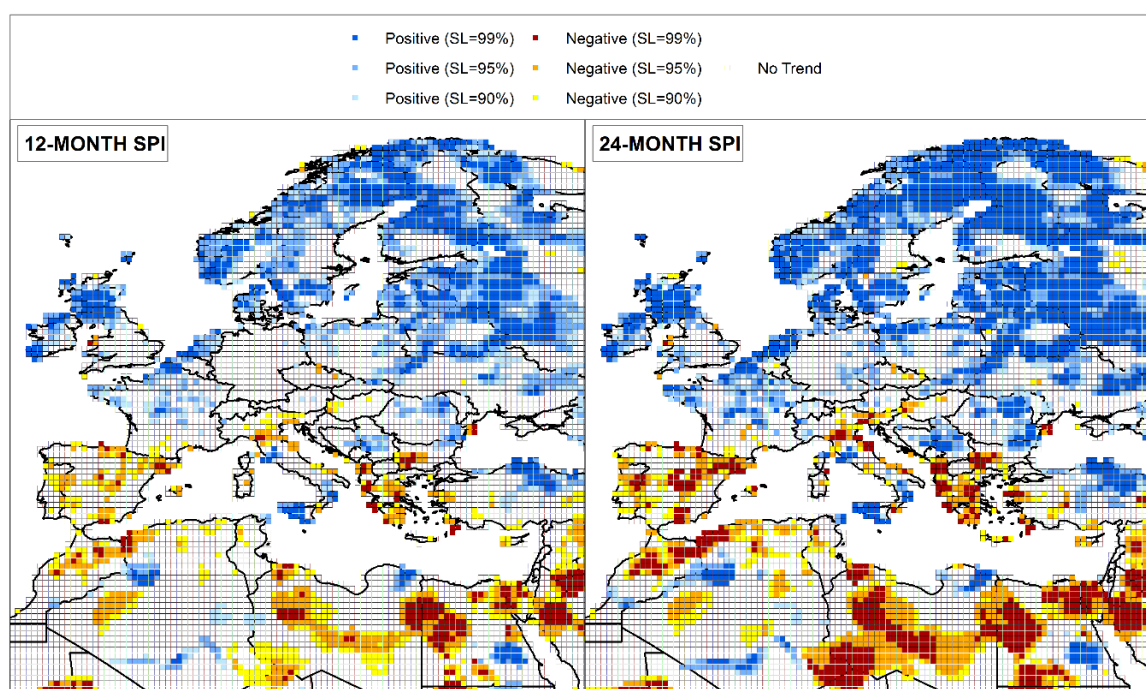 Positive (SL=99%) Negative (SL=99%)
Positive (SL=95%) Negative (SL=95%) No Trend
Positive (SL=90%) Negative (SL=90%)
12-MONTH SPI
24-MONTH SPI